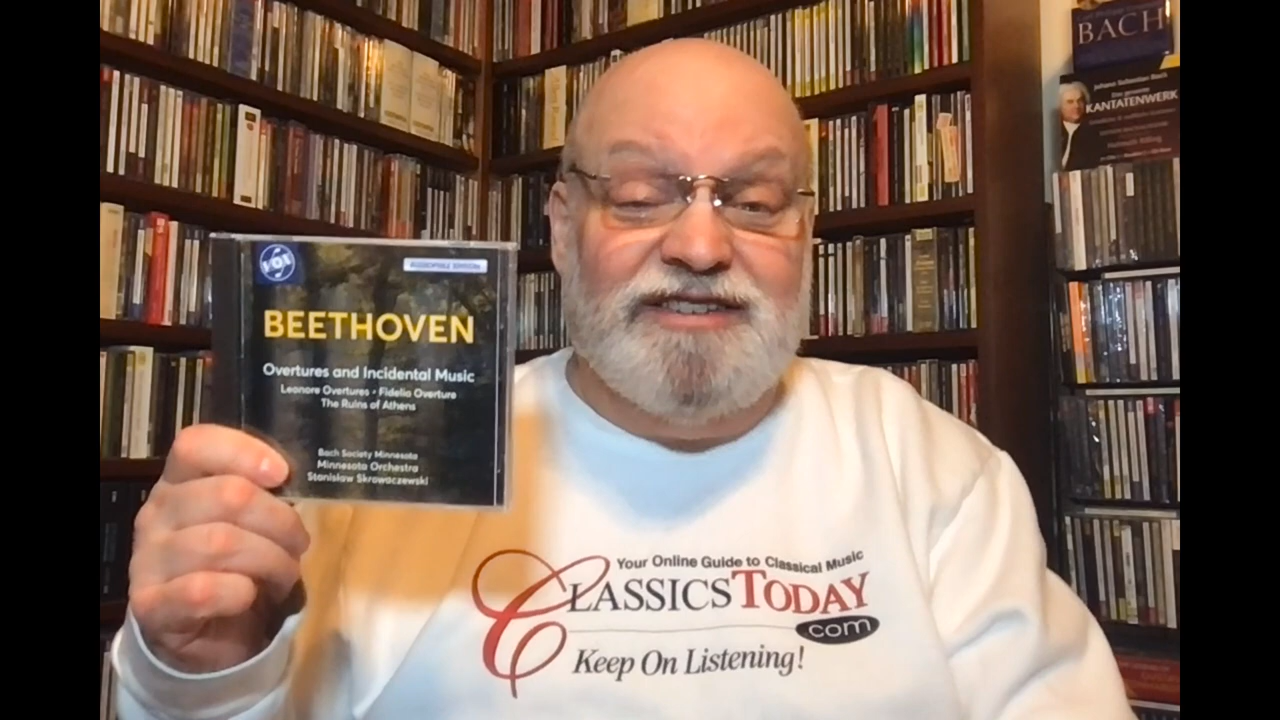 BACH
Johann Sebastian Bach
KANTATENWERK
VOX
AUDIOPHILE EDITION
BEETHOVEN
Overtures and Incidental Music
Leonore Overtures • Fidelio Overture
The Ruins of Athens
Bach Society Minnesota
Minnesota Orchestra
Stanisław Skrowaczewski
Your Online Guide to Classical Music
CLASSICSTODAY
com
Keep On Listening!